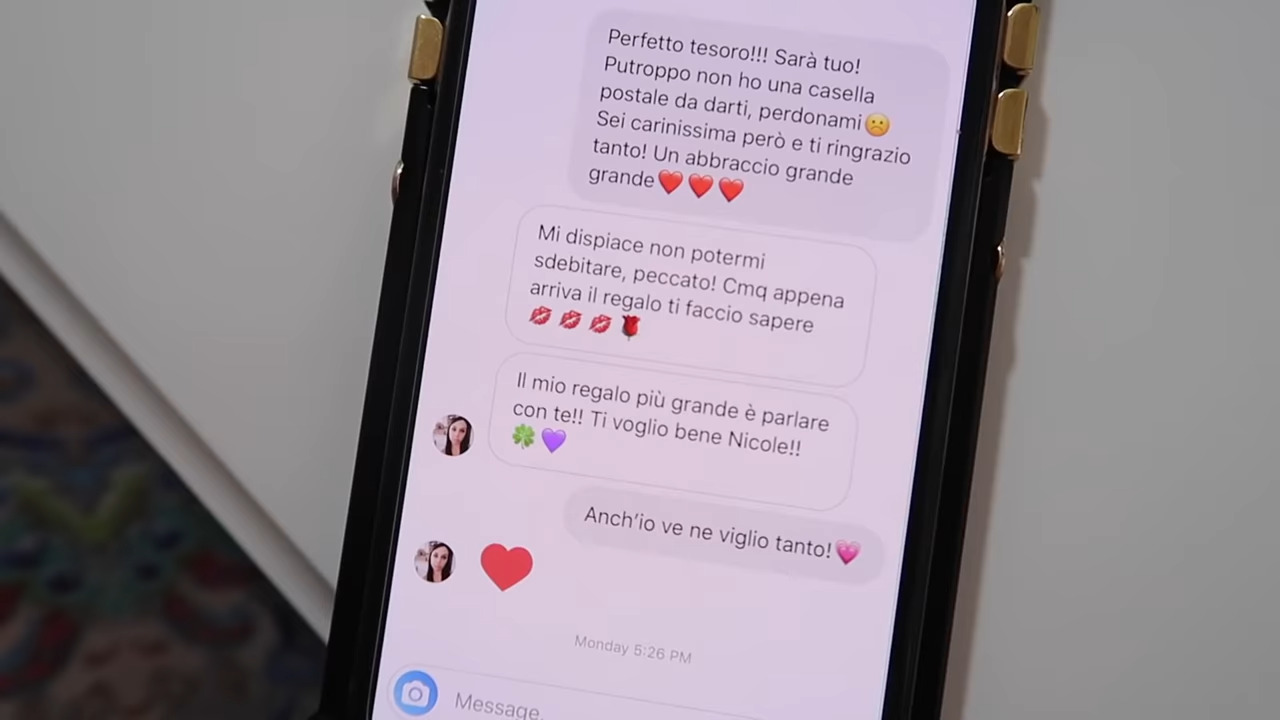 Perfetto tesoro!!! Sarà tuo!
Putroppo non ho una casella
postale da darti, perdonami☹️
Sei carinissima però e ti ringrazio
tanto! Un abbraccio grande
grande❤️❤️❤️
Mi dispiace non potermi
sdebitare, peccato! Cmq appena
arriva il regalo ti faccio sapere
💋💋💋🌹
Il mio regalo più grande è parlare
con te!! Ti voglio bene Nicole!!
🍀💜
Anch'io ve ne viglio tanto!💗
Monday 5:26 PM
Message.